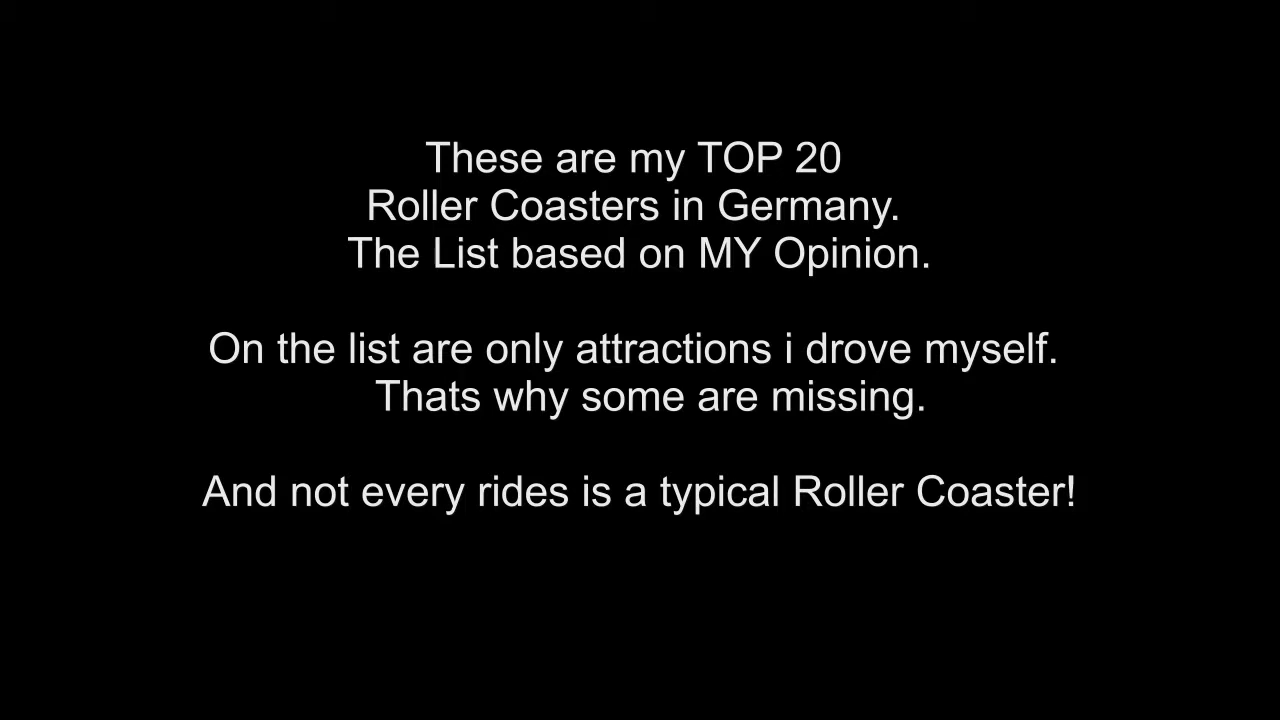 These are my TOP 20
Roller Coasters in Germany.
The List based on MY Opinion.
On the list are only attractions i drove myself.
Thats why some are missing.
And not every rides is a typical Roller Coaster!